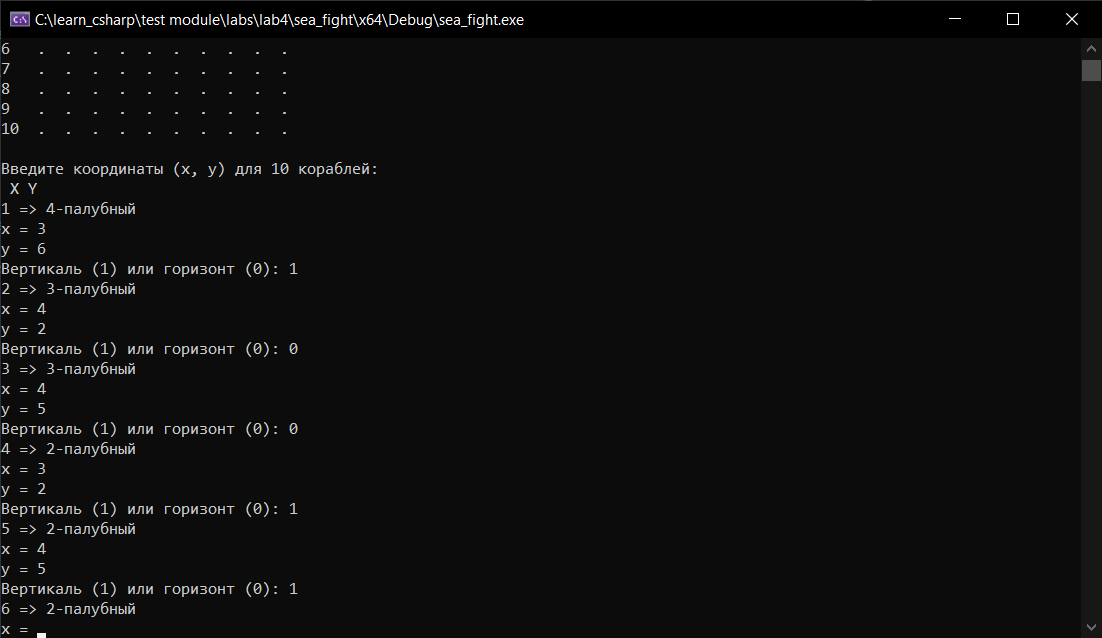 C:\learn_csharp\test module\labs\lab4\sea_fight\x64\Debug\sea_fight.exe
6 . . . . . . . . . .
7 . . . . . . . . . .
8 . . . . . . . . . .
9 . . . . . . . . . .
10 . . . . . . . . . .
Введите координаты (x, y) для 10 кораблей:
X Y
1 => 4-палубный
x = 3
y = 6
Вертикаль (1) или горизонт (0): 1
2 => 3-палубный
x = 4
y = 2
Вертикаль (1) или горизонт (0): 0
3 => 3-палубный
x = 4
y = 5
Вертикаль (1) или горизонт (0): 0
4 => 2-палубный
x = 3
y = 2
Вертикаль (1) или горизонт (0): 1
5 => 2-палубный
x = 4
y = 5
Вертикаль (1) или горизонт (0): 1
6 => 2-палубный
x =